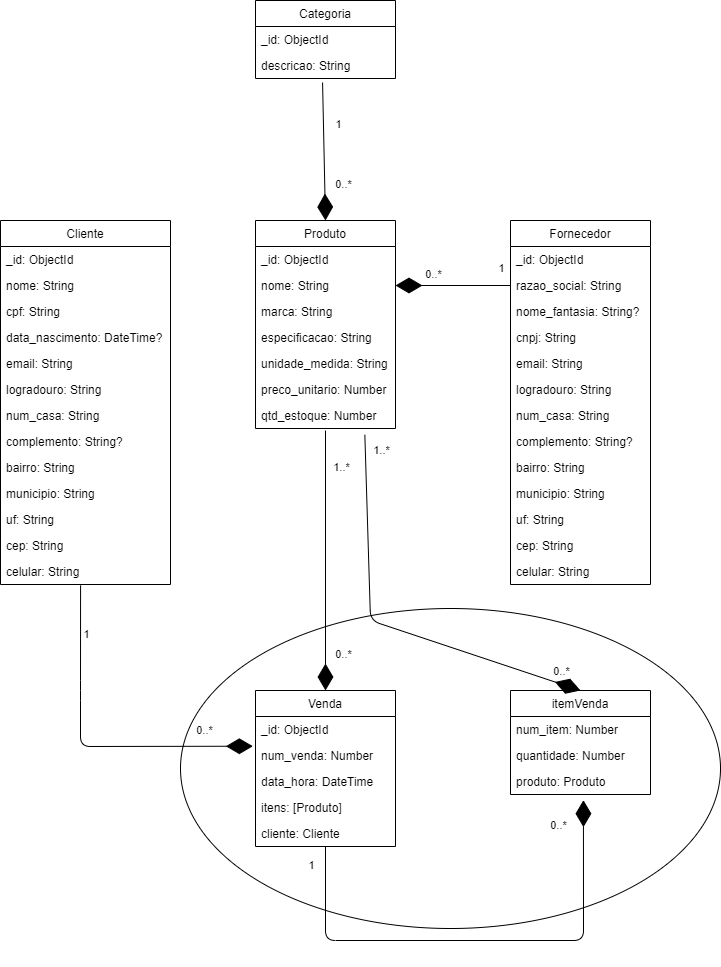 Categoria
_id: ObjectId
descricao: String
1
0..*
Cliente
_id: ObjectId
nome: String
cpf: String
data_nascimento: DateTime?
email: String
logradouro: String
num_casa: String
complemento: String?
bairro: String
municipio: String
uf: String
cep: String
celular: String
Produto
_id: ObjectId
nome: String
marca: String
especificacao: String
unidade_medida: String
preco_unitario: Number
qtd_estoque: Number
0..*
1
Fornecedor
_id: ObjectId
razao_social: String
nome_fantasia: String?
cnpj: String
email: String
logradouro: String
num_casa: String
complemento: String?
bairro: String
municipio: String
uf: String
cep: String
celular: String
1..*
1..*
1
0..*
0..*
0..*
Venda
_id: ObjectId
num_venda: Number
data_hora: DateTime
itens: [Produto]
cliente: Cliente
itemVenda
num_item: Number
quantidade: Number
produto: Produto
1
0..*